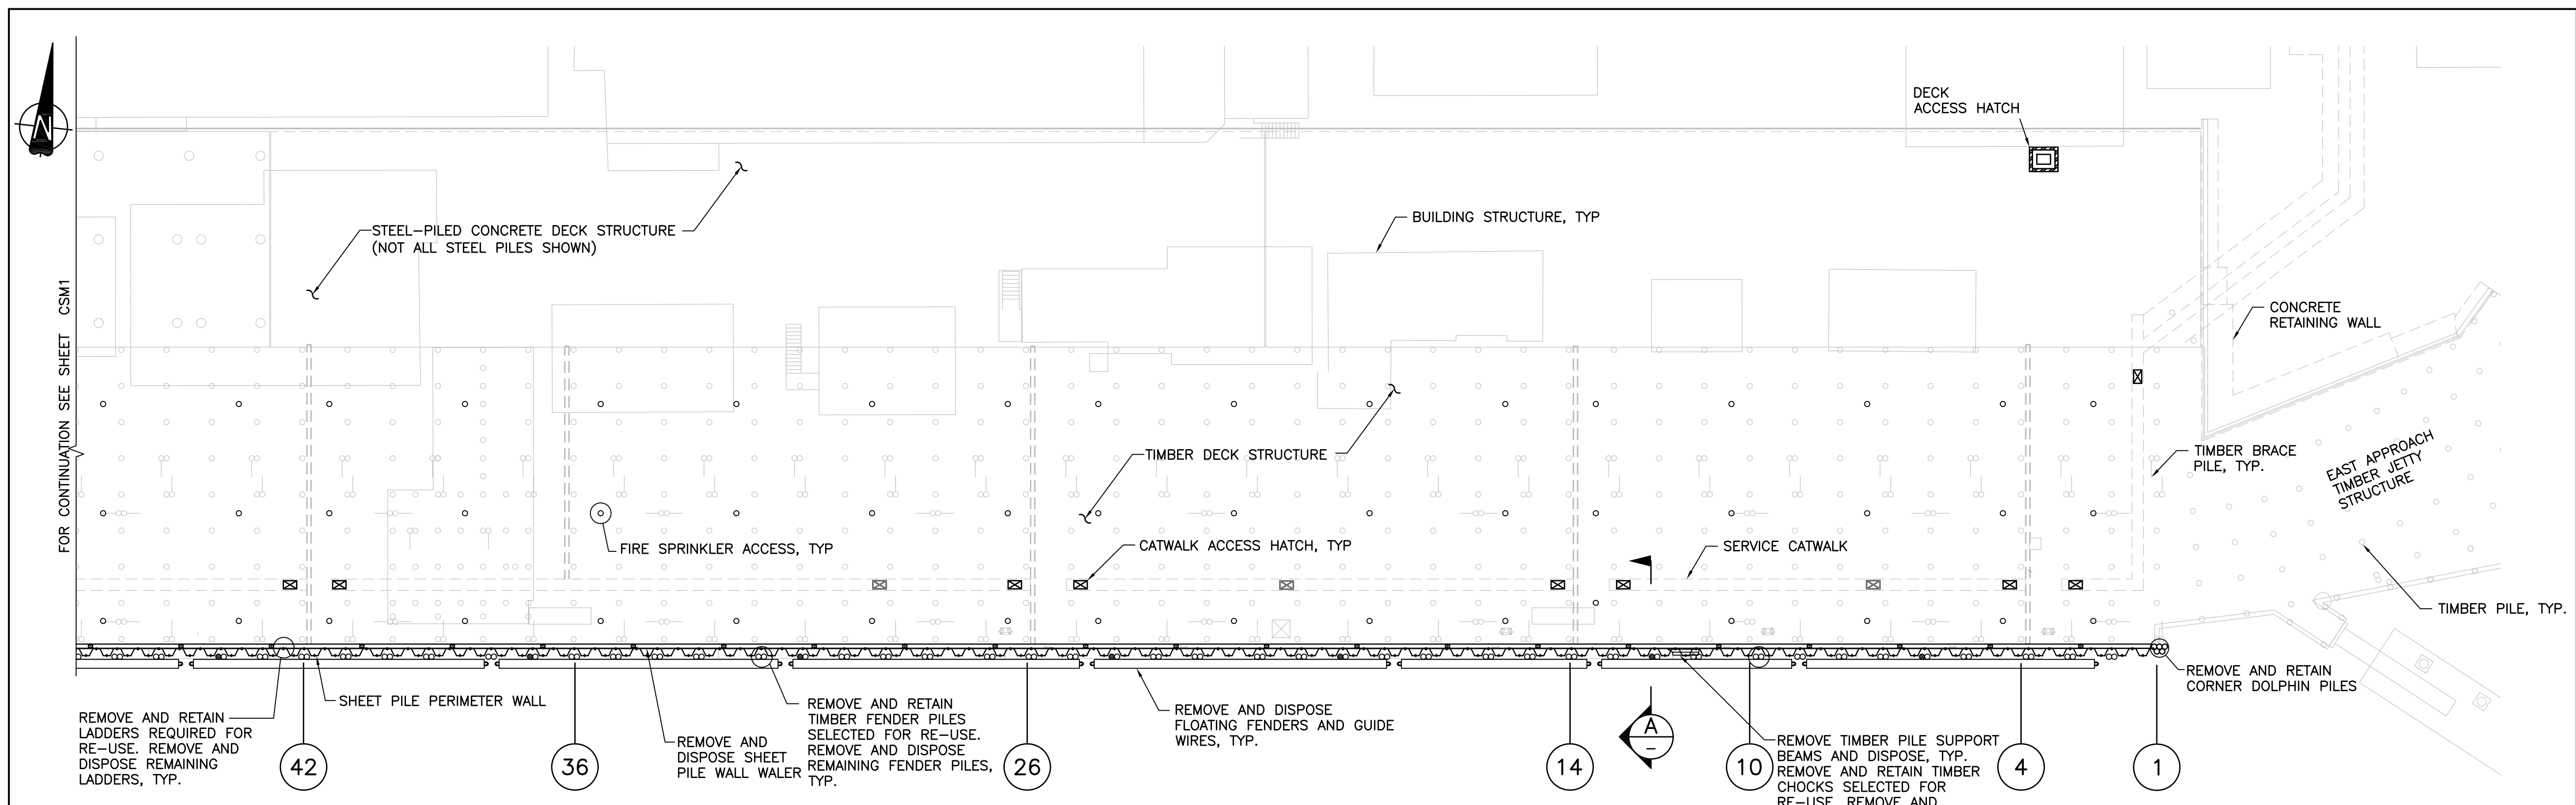 N
FOR CONTINUATION SEE SHEET CSM1
DECK
ACCESS HATCH
STEEL-PILED CONCRETE DECK STRUCTURE
(NOT ALL STEEL PILES SHOWN)
BUILDING STRUCTURE, TYP
CONCRETE
RETAINING WALL
TIMBER DECK STRUCTURE
TIMBER BRACE
PILE, TYP.
EAST APPROACH
TIMBER JETTY
STRUCTURE
FIRE SPRINKLER ACCESS, TYP
CATWALK ACCESS HATCH, TYP
SERVICE CATWALK
TIMBER PILE, TYP.
REMOVE AND RETAIN
LADDERS REQUIRED FOR
RE-USE. REMOVE AND
DISPOSE REMAINING
LADDERS, TYP.
SHEET PILE PERIMETER WALL
REMOVE AND
DISPOSE SHEET
PILE WALL WALER
REMOVE AND RETAIN
TIMBER FENDER PILES
SELECTED FOR RE-USE.
REMOVE AND DISPOSE
REMAINING FENDER PILES,
TYP.
REMOVE AND DISPOSE
FLOATING FENDERS AND GUIDE
WIRES, TYP.
REMOVE TIMBER PILE SUPPORT
BEAMS AND DISPOSE, TYP.
REMOVE AND RETAIN TIMBER
CHOCKS SELECTED FOR
RE-USE. REMOVE AND
REMOVE AND RETAIN
CORNER DOLPHIN PILES
42
36
26
14
A
-
10
4
1